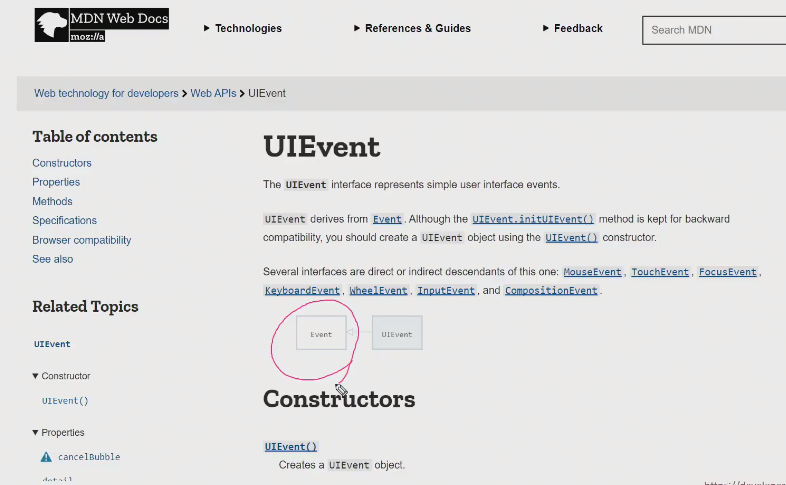 MDN Web Docs
moz://a
Technologies
References & Guides
Feedback
Search MDN
Web technology for developers
Web APIs
UIEvent
Table of contents
Constructors
Properties
Methods
Specifications
Browser compatibility
See also
Related Topics
UIEvent
Constructor
UIEvent()
Properties
cancelBubble
detail
UIEvent
The UIEvent interface represents simple user interface events.
UIEvent derives from Event. Although the UIEvent.initUIEvent() method is kept for backward
compatibility, you should create a UIEvent object using the UIEvent() constructor.
Several interfaces are direct or indirect descendants of this one: MouseEvent, TouchEvent, FocusEvent,
KeyboardEvent, WheelEvent, InputEvent, and CompositionEvent.
Event
UIEvent
Constructors
UIEvent()
Creates a UIEvent object.